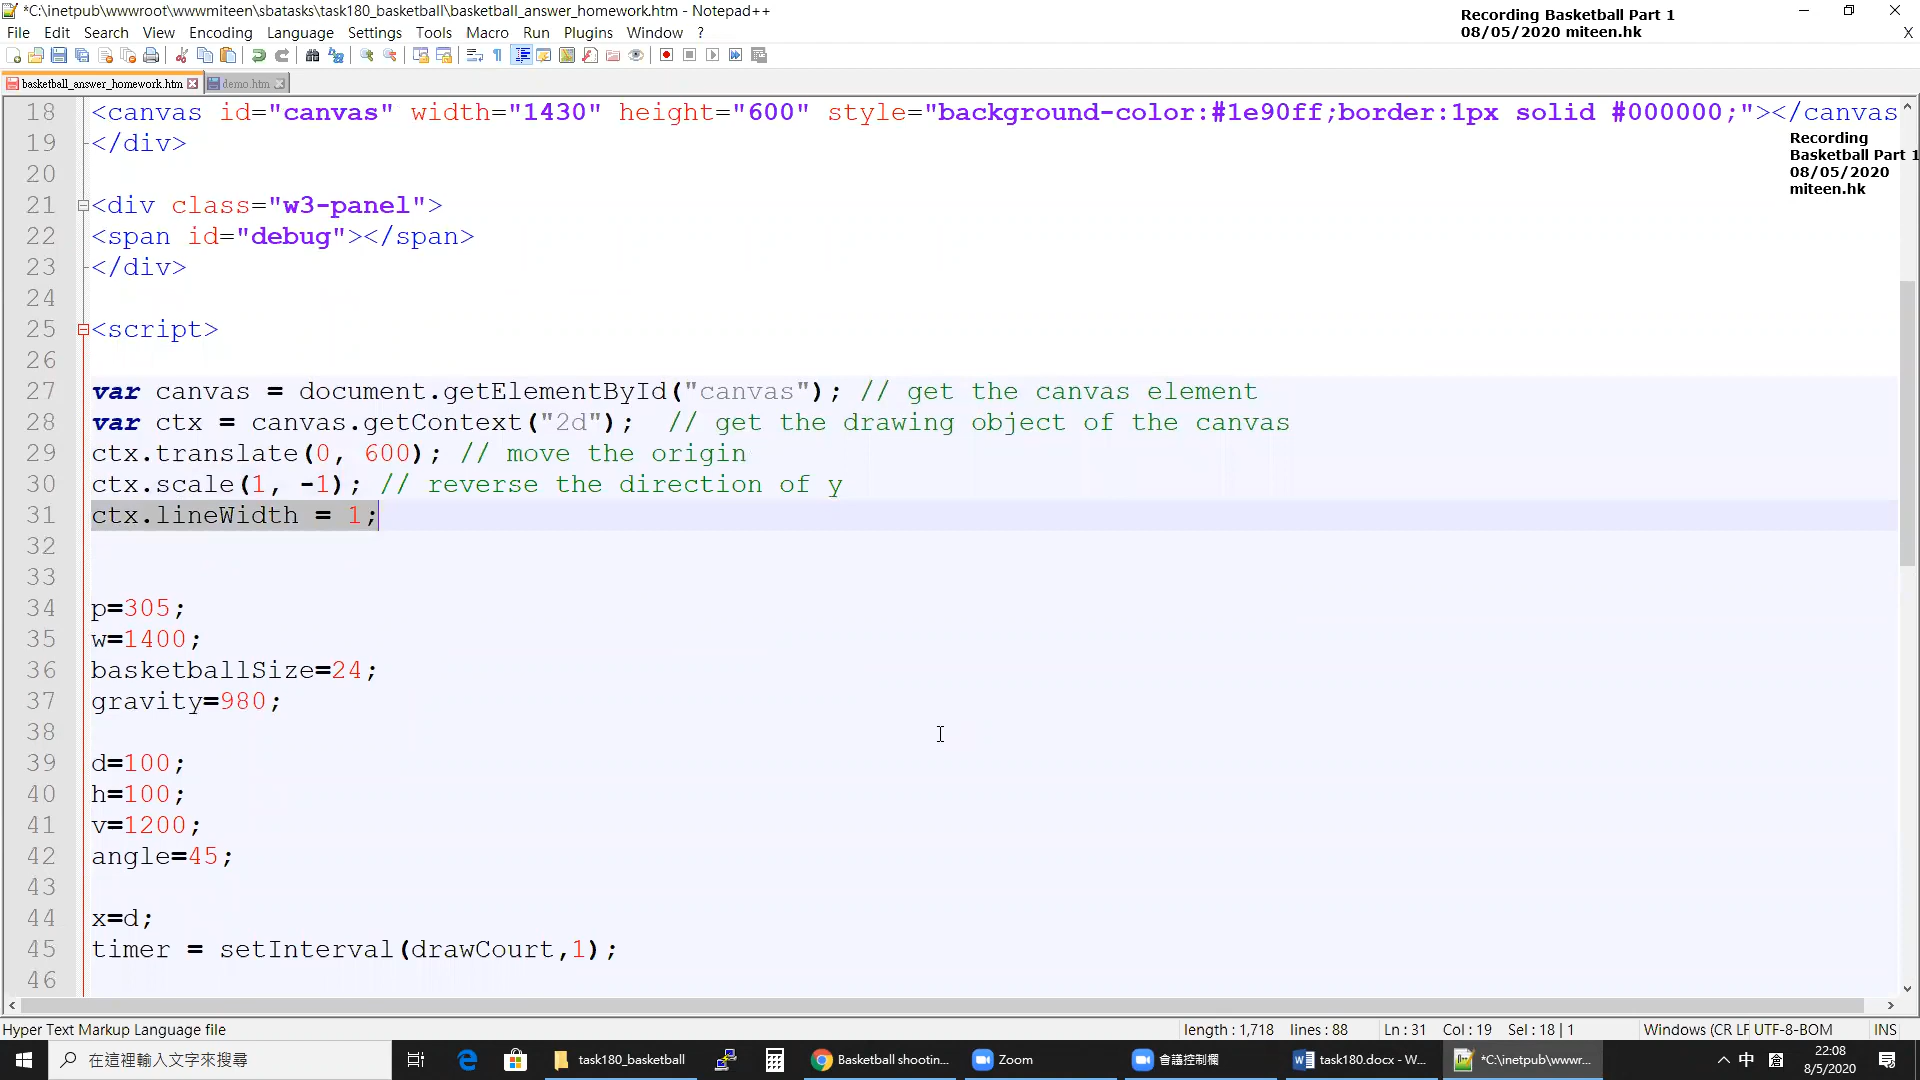 *C:\inetpub\wwwroot\wwwmiteen\sbatasks\task180_basketball\basketball_answer_homework.htm - Notepad++
Recording Basketball Part 1
08/05/2020 miteen.hk
File Edit Search View Encoding Language Settings Tools Macro Run Plugins Window ? X
basketball_answer_homework.htm demo.htm
18 <canvas id="canvas" width="1430" height="600" style="background-color:#1e90ff;border:1px solid #000000;"></canvas
19 </div>
Recording
Basketball Part 1
08/05/2020
miteen.hk
20
21 <div class="w3-panel">
22 <span id="debug"></span>
23 </div>
24
25 <script>
26
27 var canvas = document.getElementById("canvas"); // get the canvas element
28 var ctx = canvas.getContext("2d");  // get the drawing object of the canvas
29 ctx.translate(0, 600); // move the origin
30 ctx.scale(1, -1); // reverse the direction of y
31 ctx.lineWidth = 1;
32
33
34 p=305;
35 w=1400;
36 basketballSize=24;
37 gravity=980;
38
39 d=100;
40 h=100;
41 v=1200;
42 angle=45;
43
44 x=d;
45 timer = setInterval(drawCourt,1);
46
Hyper Text Markup Language file length : 1,718 lines : 88 Ln : 31 Col : 19 Sel : 18 | 1 Windows (CR LF UTF-8-BOM INS
在這裡輸入文字來搜尋 task180_basketball Basketball shootin... Zoom 會議控制欄 task180.docx - W... *C:\inetpub\wwwr... 中 倉 22:08
8/5/2020